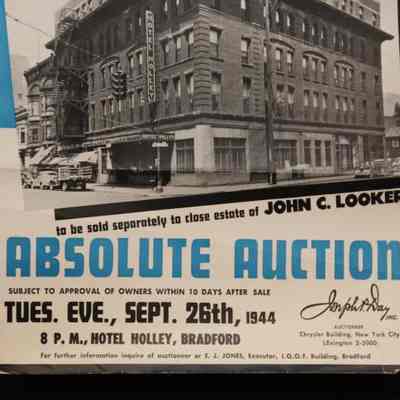 HOTEL HOLLEY
to be sold separately to close estate of JOHN C. LOOKER
ABSOLUTE AUCTION
SUBJECT TO APPROVAL OF OWNERS WITHIN 10 DAYS AFTER SALE
TUES. EVE., SEPT. 26th, 1944
8 P. M., HOTEL HOLLEY, BRADFORD
Joseph P. Day INC.
AUCTIONEER
Chrysler Building, New York City
LExington 2-5000
For further information inquire of auctioneer or E. J. JONES, Executor, I.O.O.F. Building, Bradford